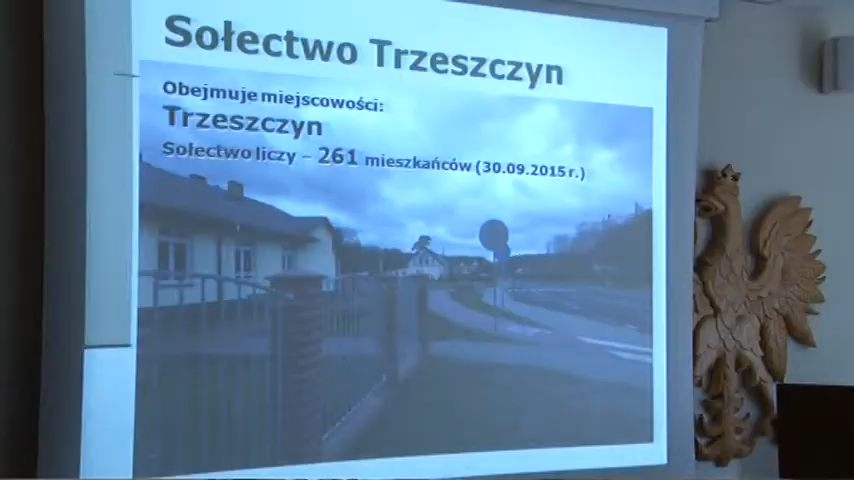 Sołectwo Trzeszczyn
Obejmuje miejscowości:
Trzeszczyn
Sołectwo liczy – 261 mieszkańców (30.09.2015 r.)